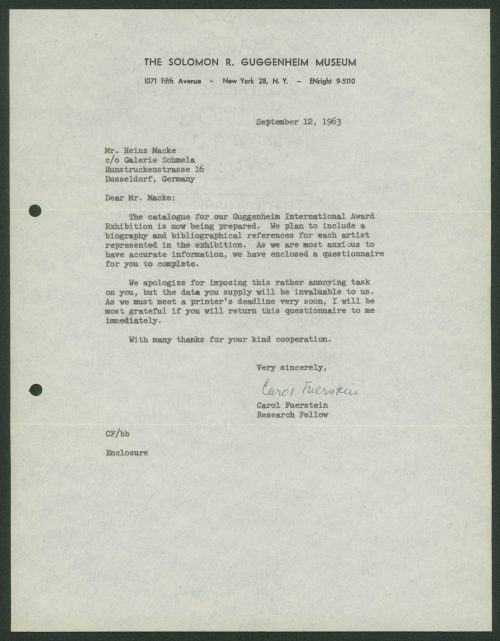 THE SOLOMON R. GUGGENHEIM MUSEUM
1071 Fifth Avenue – New York 28, N. Y. – ENright 9-5110
September 12, 1963
Mr. Heinz Macke
c/o Galerie Schmela
Hunstruckenstrasse 16
Dusseldorf, Germany
Dear Mr. Macke:
The catalogue for our Guggenheim International Award
Exhibition is now being prepared. We plan to include a
biography and bibliographical references for each artist
represented in the exhibition. As we are most anxious to
have accurate information, we have enclosed a questionnaire
for you to complete.
We apologize for imposing this rather annoying task
on you, but the data you supply will be invaluable to us.
As we must meet a printer's deadline very soon, I will be
most grateful if you will return this questionnaire to me
immediately.
With many thanks for your kind cooperation.
Very sincerely,
Carol Fuerstein
Carol Fuerstein
Research Fellow
CF/bb
Enclosure